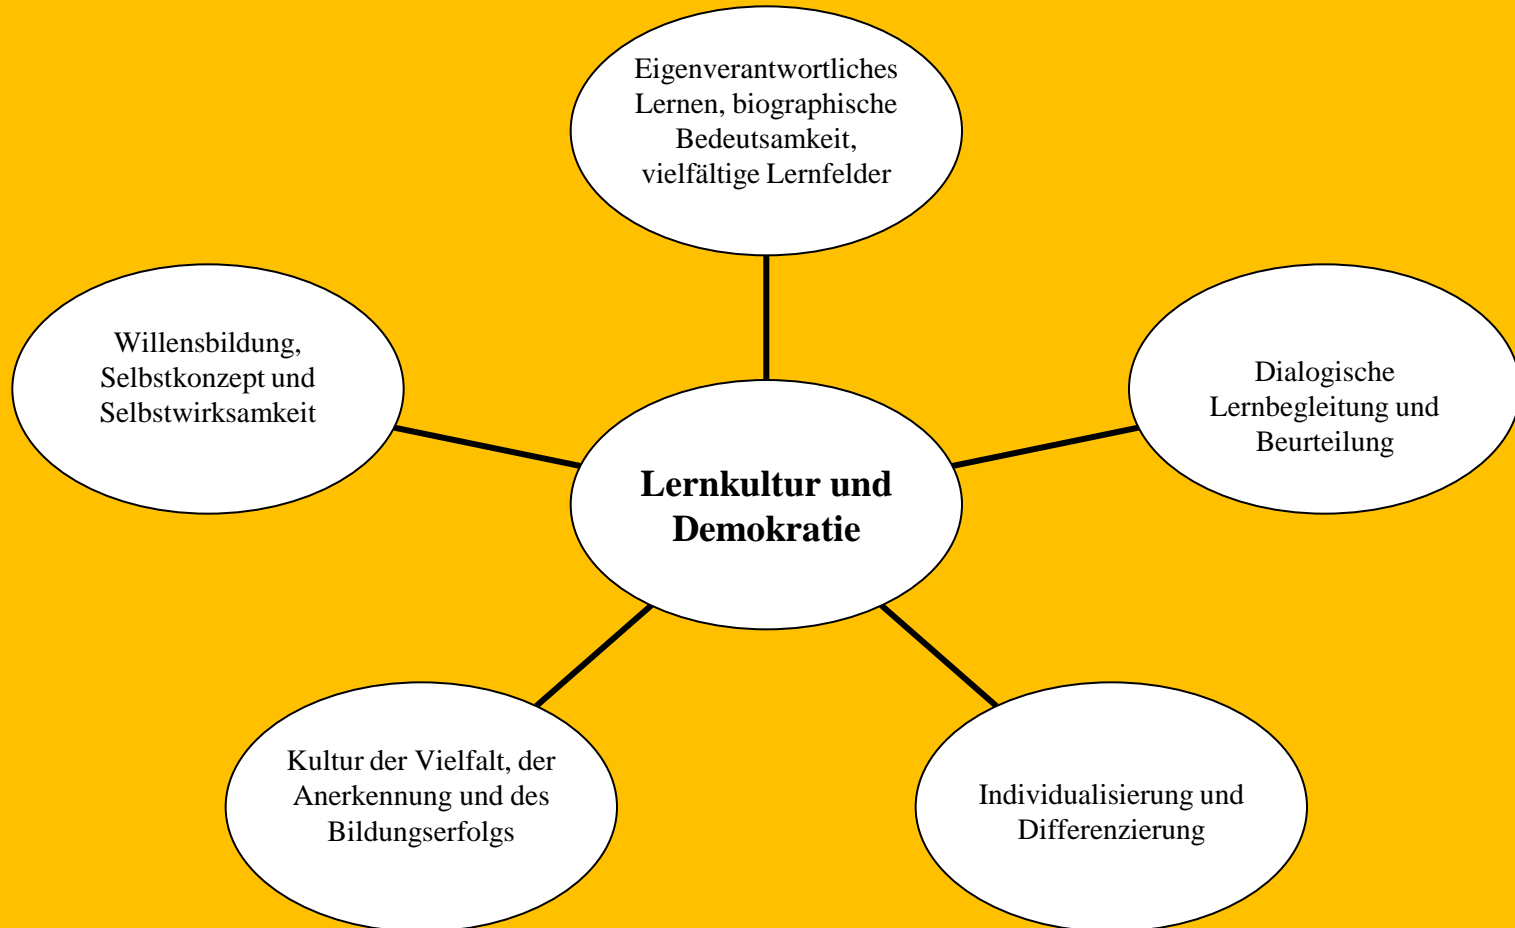 Eigenverantwortliches
Lernen, biographische
Bedeutsamkeit,
vielfältige Lernfelder
Willensbildung,
Selbstkonzept und
Selbstwirksamkeit
Dialogische
Lernbegleitung und
Beurteilung
Lernkultur und
Demokratie
Kultur der Vielfalt, der
Anerkennung und des
Bildungserfolgs
Individualisierung und
Differenzierung